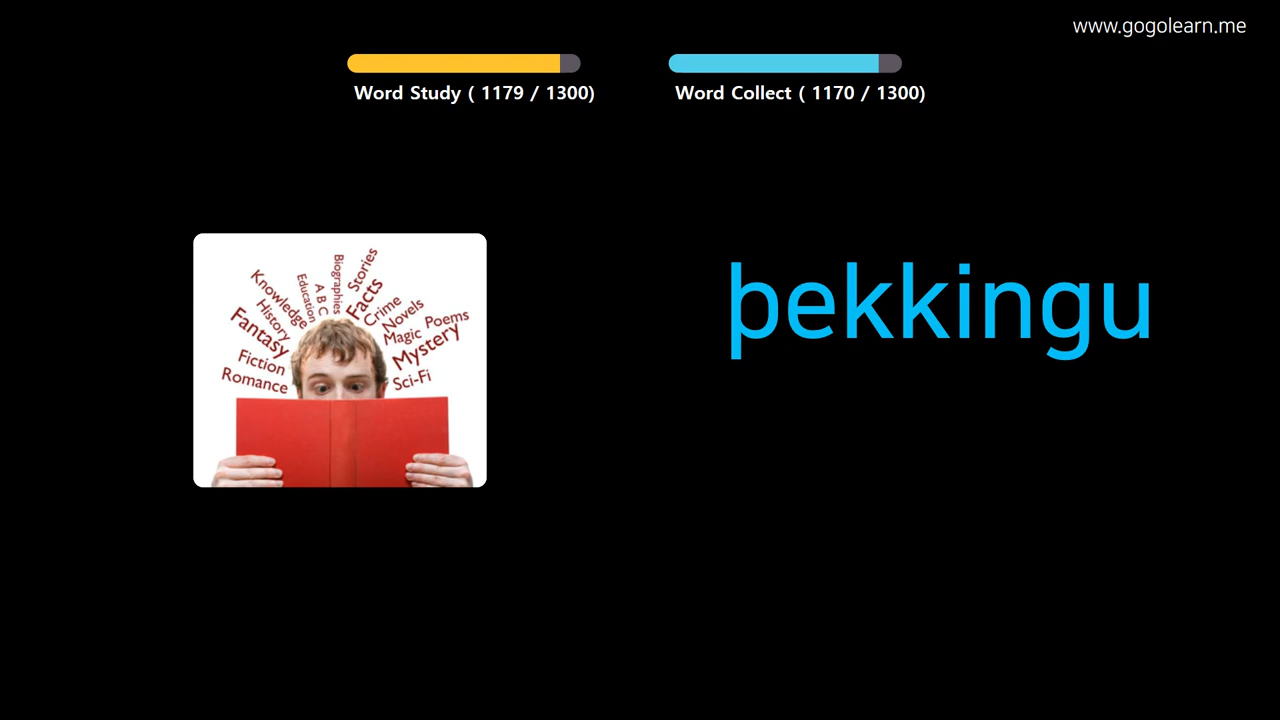 www.gogolearn.me
Word Study ( 1179 / 1300)
Word Collect ( 1170 / 1300)
þekkingu
Stories
Biographies
Facts
Knowledge
Education
A B C
Crime
History
Novels
Fantasy
Magic
Poems
Mystery
Fiction
Romance
Sci-Fi